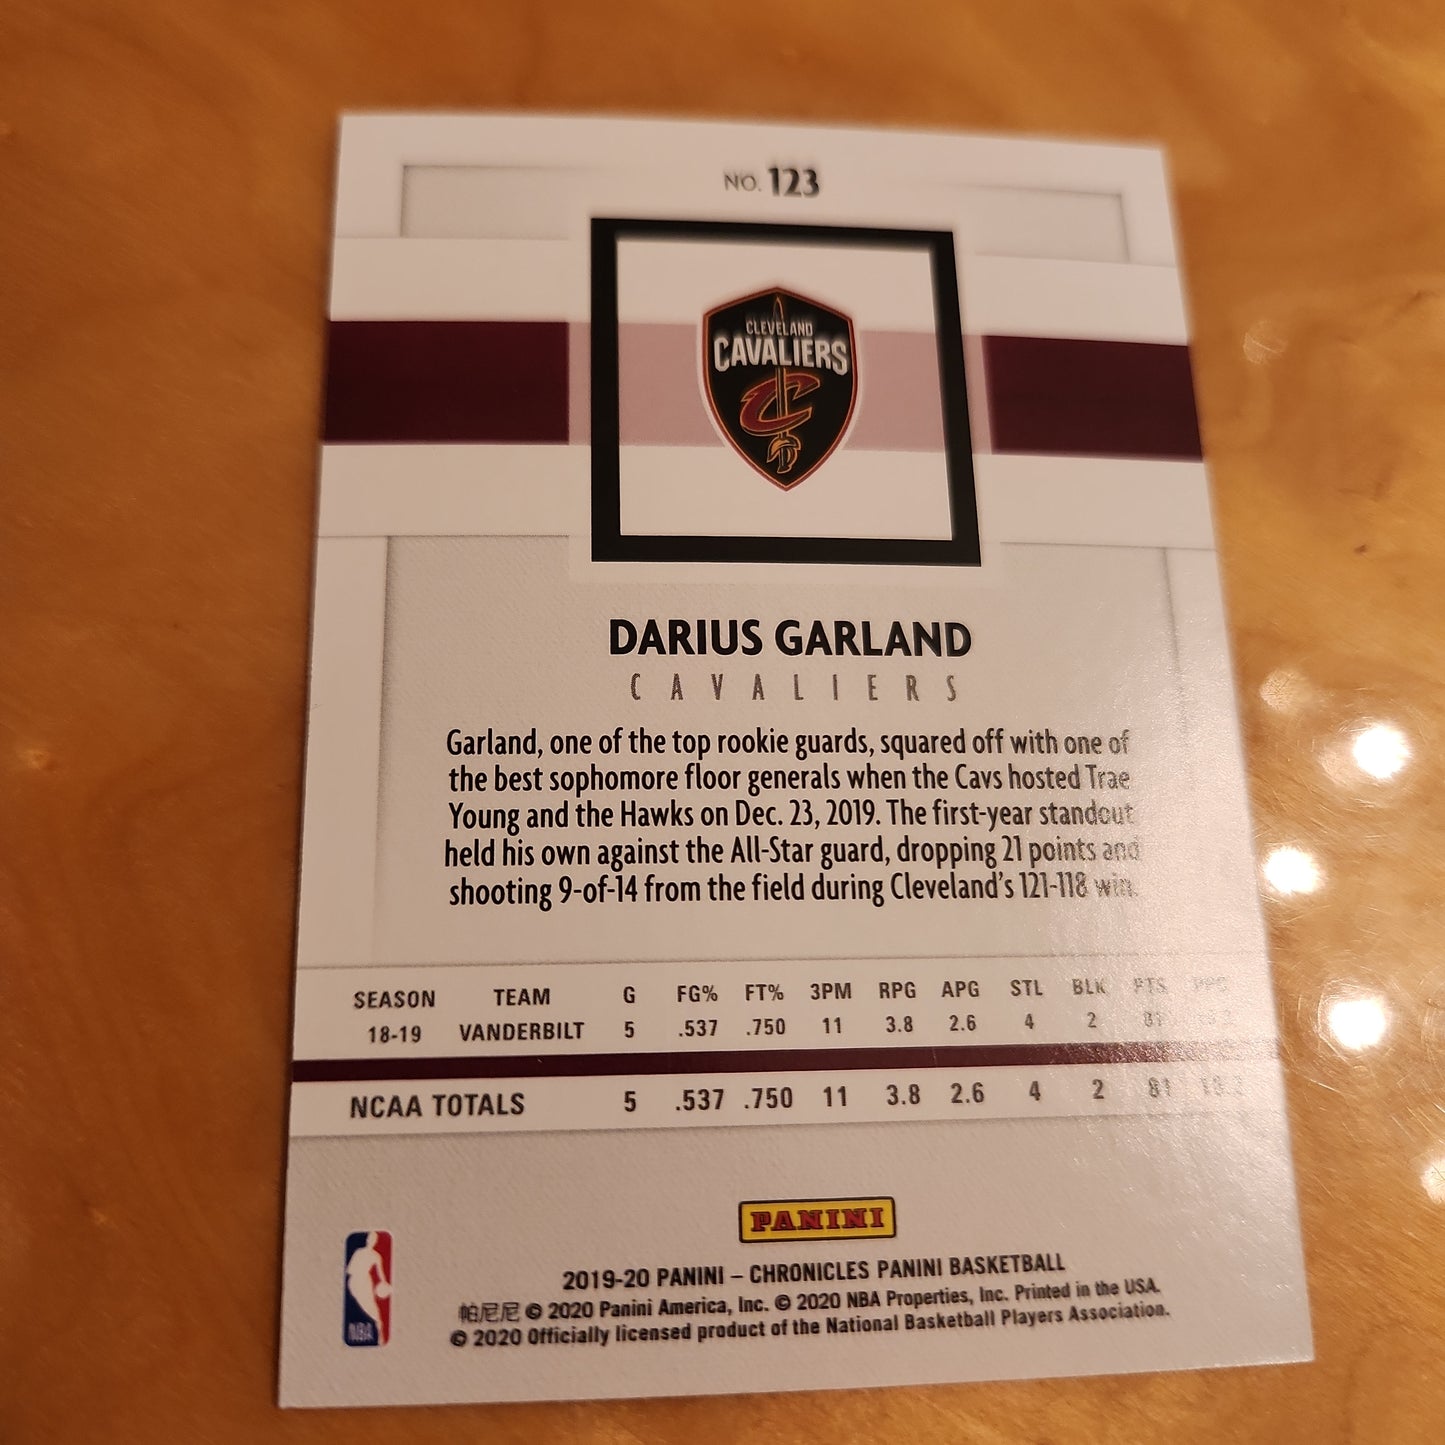 NO. 123
CLEVELAND
CAVALIERS
C
DARIUS GARLAND
CAVALIERS
Garland, one of the top rookie guards, squared off with one of
the best sophomore floor generals when the Cavs hosted Trae
Young and the Hawks on Dec. 23, 2019. The first-year standout
held his own against the All-Star guard, dropping 21 points and
shooting 9-of-14 from the field during Cleveland's 121-118 win.
SEASON TEAM G FG% FT% 3PM RPG APG STL BLK PTS PPG
18-19 VANDERBILT 5 .537 .750 11 3.8 2.6 4 2 81
NCAA TOTALS 5 .537 .750 11 3.8 2.6 4 2 81
PANINI
2019-20 PANINI – CHRONICLES PANINI BASKETBALL
帕尼尼 © 2020 Panini America, Inc. © 2020 NBA Properties, Inc. Printed in the USA.
© 2020 Officially licensed product of the National Basketball Players Association.
NBA